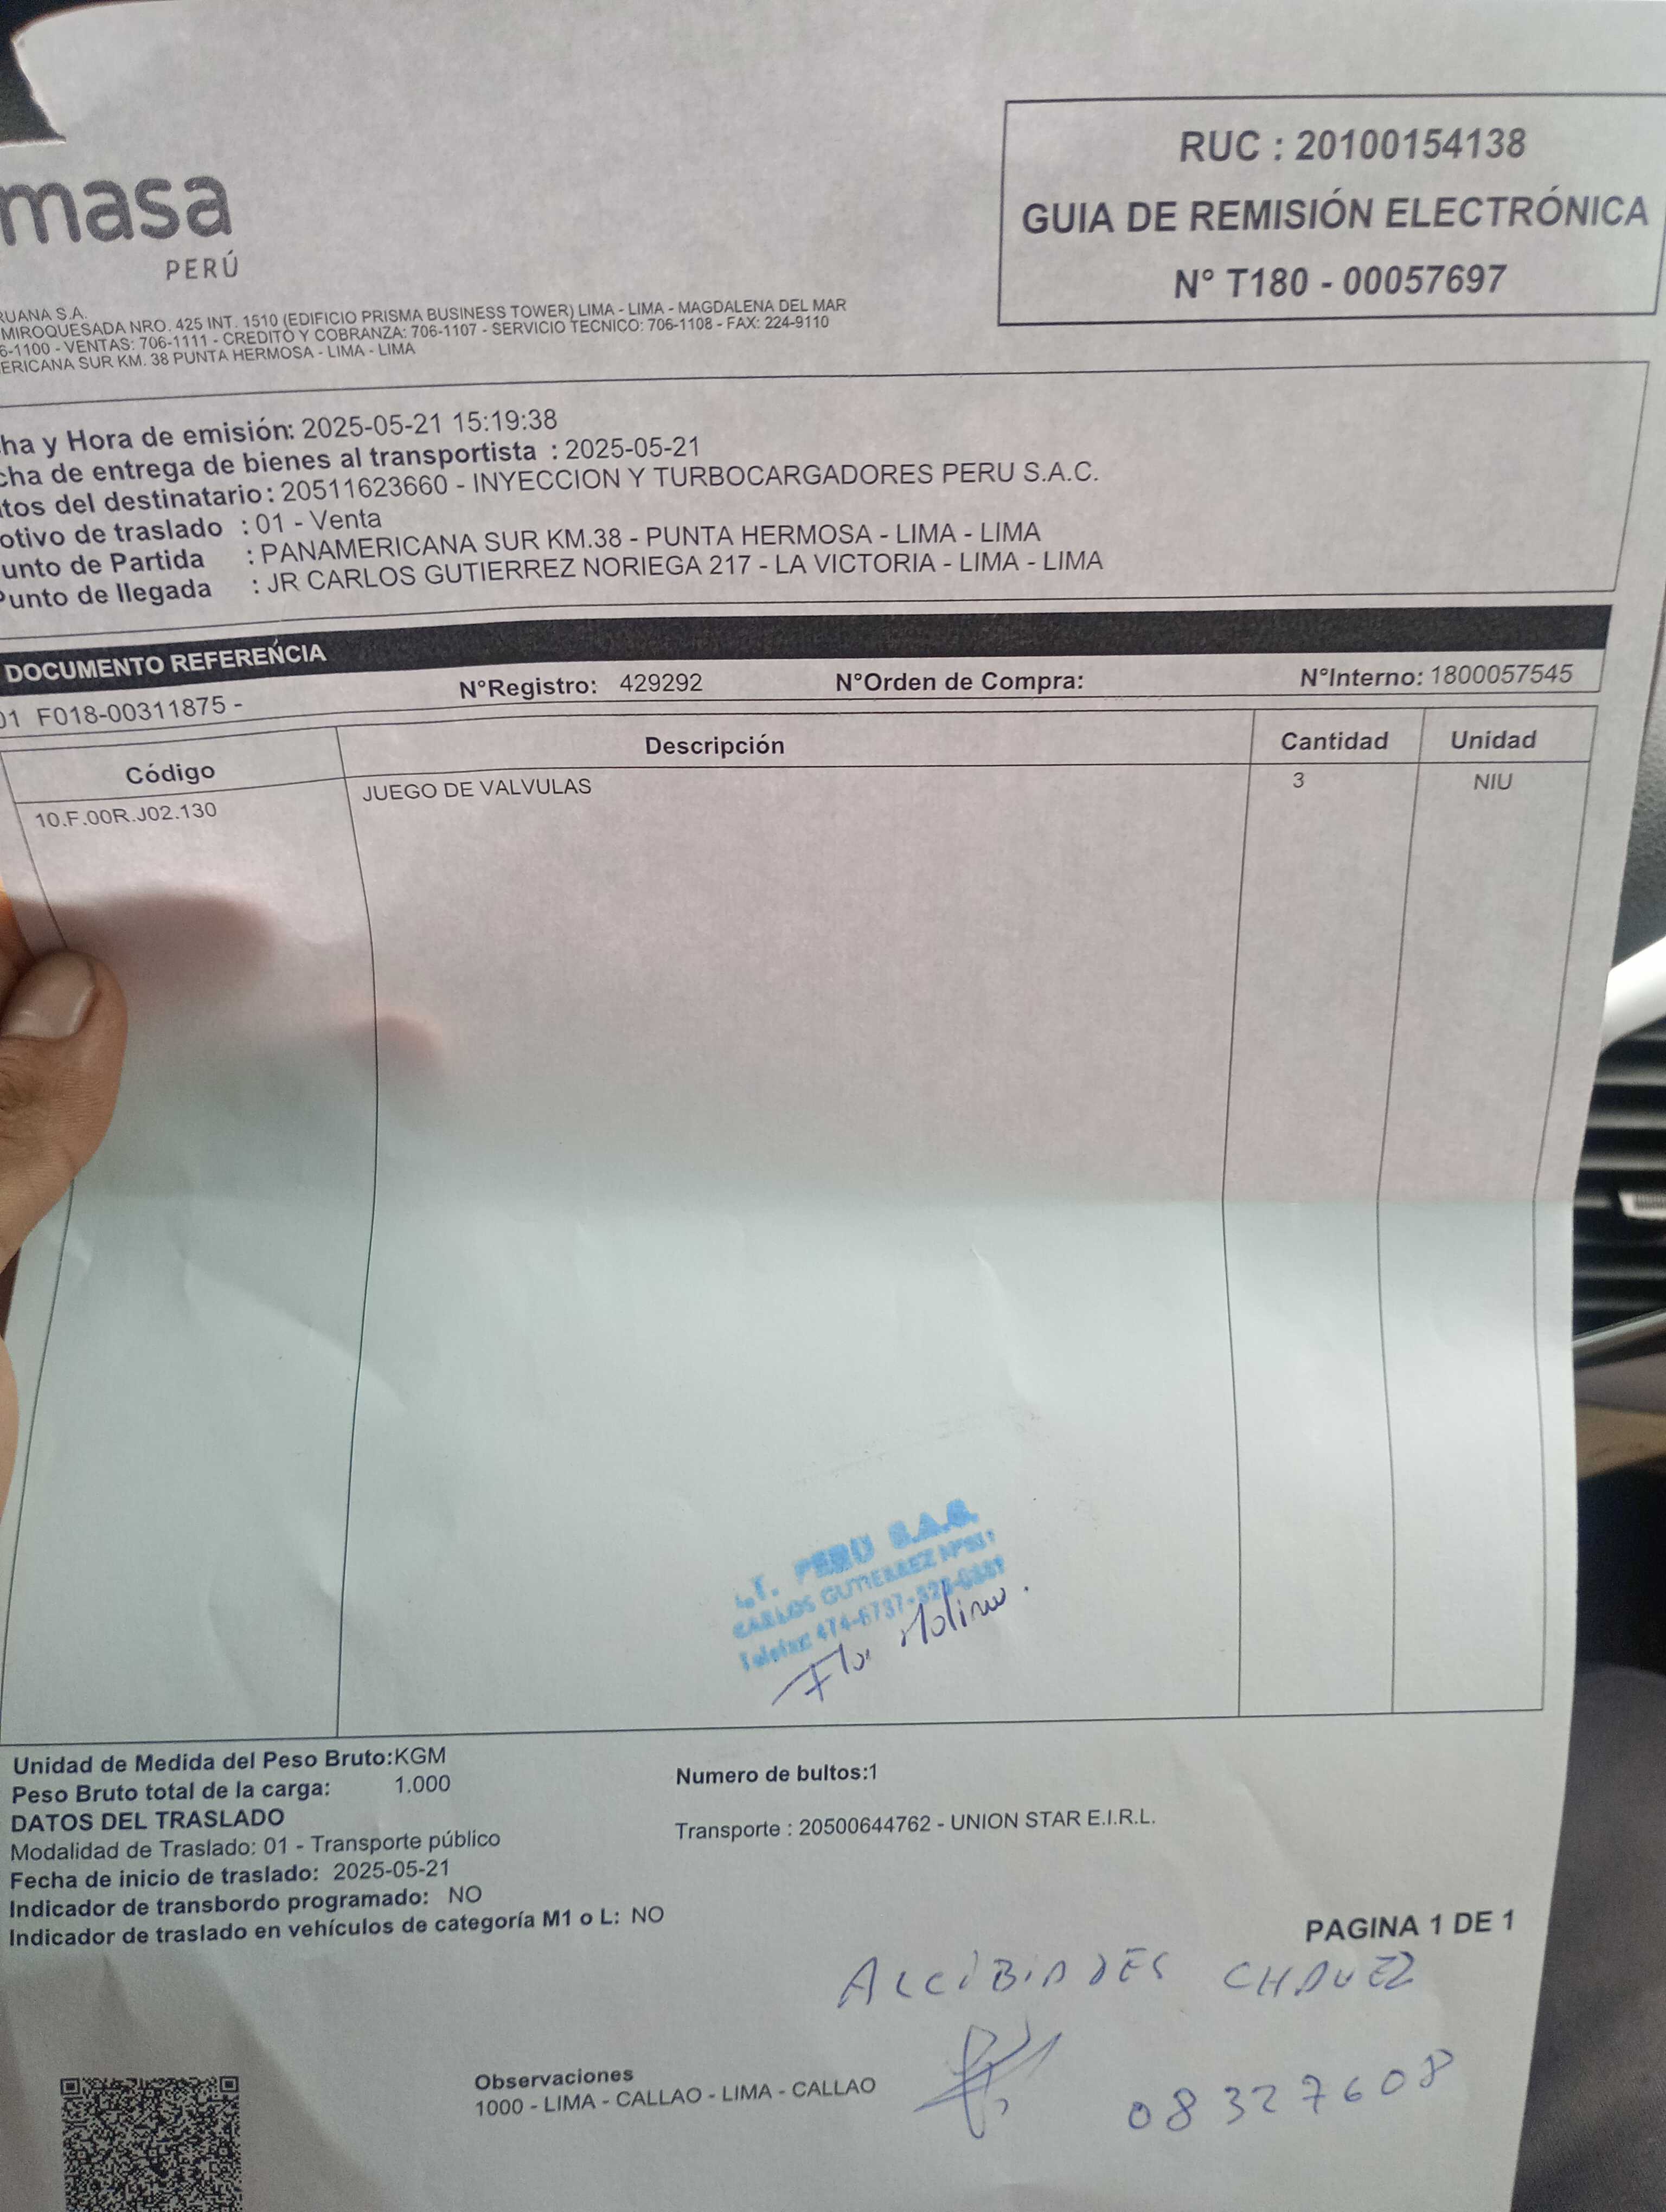 masa
PERÚ
RUC : 20100154138
GUIA DE REMISIÓN ELECTRÓNICA
N° T180 - 00057697
RUANA S.A.
MIROQUESADA NRO. 425 INT. 1510 (EDIFICIO PRISMA BUSINESS TOWER) LIMA - LIMA - MAGDALENA DEL MAR
6-1100 - VENTAS: 706-1111 - CREDITO Y COBRANZA: 706-1107 - SERVICIO TECNICO: 706-1108 - FAX: 224-9110
ERICANA SUR KM. 38 PUNTA HERMOSA - LIMA - LIMA
ha y Hora de emisión: 2025-05-21 15:19:38
cha de entrega de bienes al transportista : 2025-05-21
tos del destinatario: 20511623660 - INYECCION Y TURBOCARGADORES PERU S.A.C.
otivo de traslado : 01 - Venta
unto de Partida : PANAMERICANA SUR KM.38 - PUNTA HERMOSA - LIMA - LIMA
Punto de llegada : JR CARLOS GUTIERREZ NORIEGA 217 - LA VICTORIA - LIMA - LIMA
DOCUMENTO REFERENCIA
01 F018-00311875 - N°Registro: 429292 N°Orden de Compra: N°Interno: 1800057545
Código Descripción Cantidad Unidad
10.F.00R.J02.130 JUEGO DE VALVULAS 3 NIU
PERU S.A.C.
CARLOS GUTIERREZ
Telefax: 474-6737-
Flor Molina.
Unidad de Medida del Peso Bruto:KGM
Peso Bruto total de la carga: 1.000 Numero de bultos:1
DATOS DEL TRASLADO
Modalidad de Traslado: 01 - Transporte público Transporte : 20500644762 - UNION STAR E.I.R.L.
Fecha de inicio de traslado: 2025-05-21
Indicador de transbordo programado: NO
Indicador de traslado en vehículos de categoría M1 o L: NO
PAGINA 1 DE 1
ALCIBIADES CHAVEZ
Observaciones
1000 - LIMA - CALLAO - LIMA - CALLAO
08327608